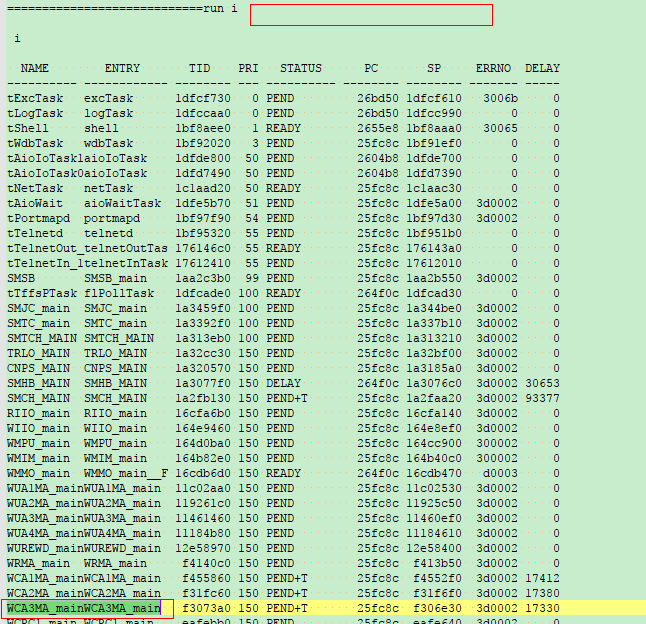 ============================run i
i
NAME ENTRY TID PRI STATUS PC SP ERRNO DELAY
---------- ------------ -------- --- ---------- -------- -------- ------- -----
tExcTask excTask 1dfcf730 0 PEND 26bd50 1dfcf610 3006b 0
tLogTask logTask 1dfccaa0 0 PEND 26bd50 1dfcc990 0 0
tShell shell 1bf8aee0 1 READY 2655e8 1bf8aaa0 30065 0
tWdbTask wdbTask 1bf92020 3 PEND 25fc8c 1bf91ef0 0 0
tAioIoTask1aioIoTask 1dfde800 50 PEND 2604b8 1dfde700 0 0
tAioIoTask0aioIoTask 1dfd7490 50 PEND 2604b8 1dfd7390 0 0
tNetTask netTask 1c1aad20 50 READY 25fc8c 1c1aac30 0 0
tAioWait aioWaitTask 1dfe5b70 51 PEND 25fc8c 1dfe5a00 3d0002 0
tPortmapd portmapd 1bf97f90 54 PEND 25fc8c 1bf97d30 3d0002 0
tTelnetd telnetd 1bf95320 55 PEND 25fc8c 1bf951b0 0 0
tTelnetOut_telnetOutTas 176146c0 55 READY 25fc8c 176143a0 0 0
tTelnetIn_1telnetInTask 17612410 55 PEND 25fc8c 17612010 0 0
SMSB SMSB_main 1aa2c3b0 99 PEND 25fc8c 1aa2b550 3d0002 0
tTffsPTask flPollTask 1dfcade0 100 READY 264f0c 1dfcad30 0 0
SMJC_main SMJC_main 1a3459f0 100 PEND 25fc8c 1a344be0 3d0002 0
SMTC_main SMTC_main 1a3392f0 100 PEND 25fc8c 1a337b10 3d0002 0
SMTCH_MAIN SMTCH_MAIN 1a313eb0 100 PEND 25fc8c 1a313210 3d0002 0
TRLO_MAIN TRLO_MAIN 1a32cc30 150 PEND 25fc8c 1a32bf00 3d0002 0
CNPS_MAIN CNPS_MAIN 1a320570 150 PEND 25fc8c 1a3185a0 3d0002 0
SMHB_MAIN SMHB_MAIN 1a3077f0 150 DELAY 264f0c 1a3076c0 3d0002 30653
SMCH_MAIN SMCH_MAIN 1a2fb130 150 PEND+T 25fc8c 1a2faa20 3d0002 93377
RIIO_main RIIO_main 16cfa6b0 150 PEND 25fc8c 16cfa140 3d0002 0
WIIO_main WIIO_main 164e9460 150 PEND 25fc8c 164e8ef0 3d0002 0
WMPU_main WMPU_main 164d0ba0 150 PEND 25fc8c 164cc900 300002 0
WMIM_main WMIM_main 164b82e0 150 PEND 25fc8c 164b40c0 300002 0
WMMO_main WMMO_main__F 16cdb6d0 150 READY 264f0c 16cdb470 d0003 0
WUA1MA_mainWUA1MA_main 11c02aa0 150 PEND 25fc8c 11c02530 3d0002 0
WUA2MA_mainWUA2MA_main 119261c0 150 PEND 25fc8c 11925c50 3d0002 0
WUA3MA_mainWUA3MA_main 11461460 150 PEND 25fc8c 11460ef0 3d0002 0
WUA4MA_mainWUA4MA_main 11184b80 150 PEND 25fc8c 11184610 3d0002 0
WUREWD_mainWUREWD_main 12e58970 150 PEND 25fc8c 12e58400 3d0002 0
WRMA_main WRMA_main f4140c0 150 PEND 25fc8c f413b50 3d0002 0
WCA1MA_mainWCA1MA_main f455860 150 PEND+T 25fc8c f4552f0 3d0002 17412
WCA2MA_mainWCA2MA_main f31fc60 150 PEND+T 25fc8c f31f6f0 3d0002 17380
WCA3MA_mainWCA3MA_main f3073a0 150 PEND+T 25fc8c f306e30 3d0002 17330